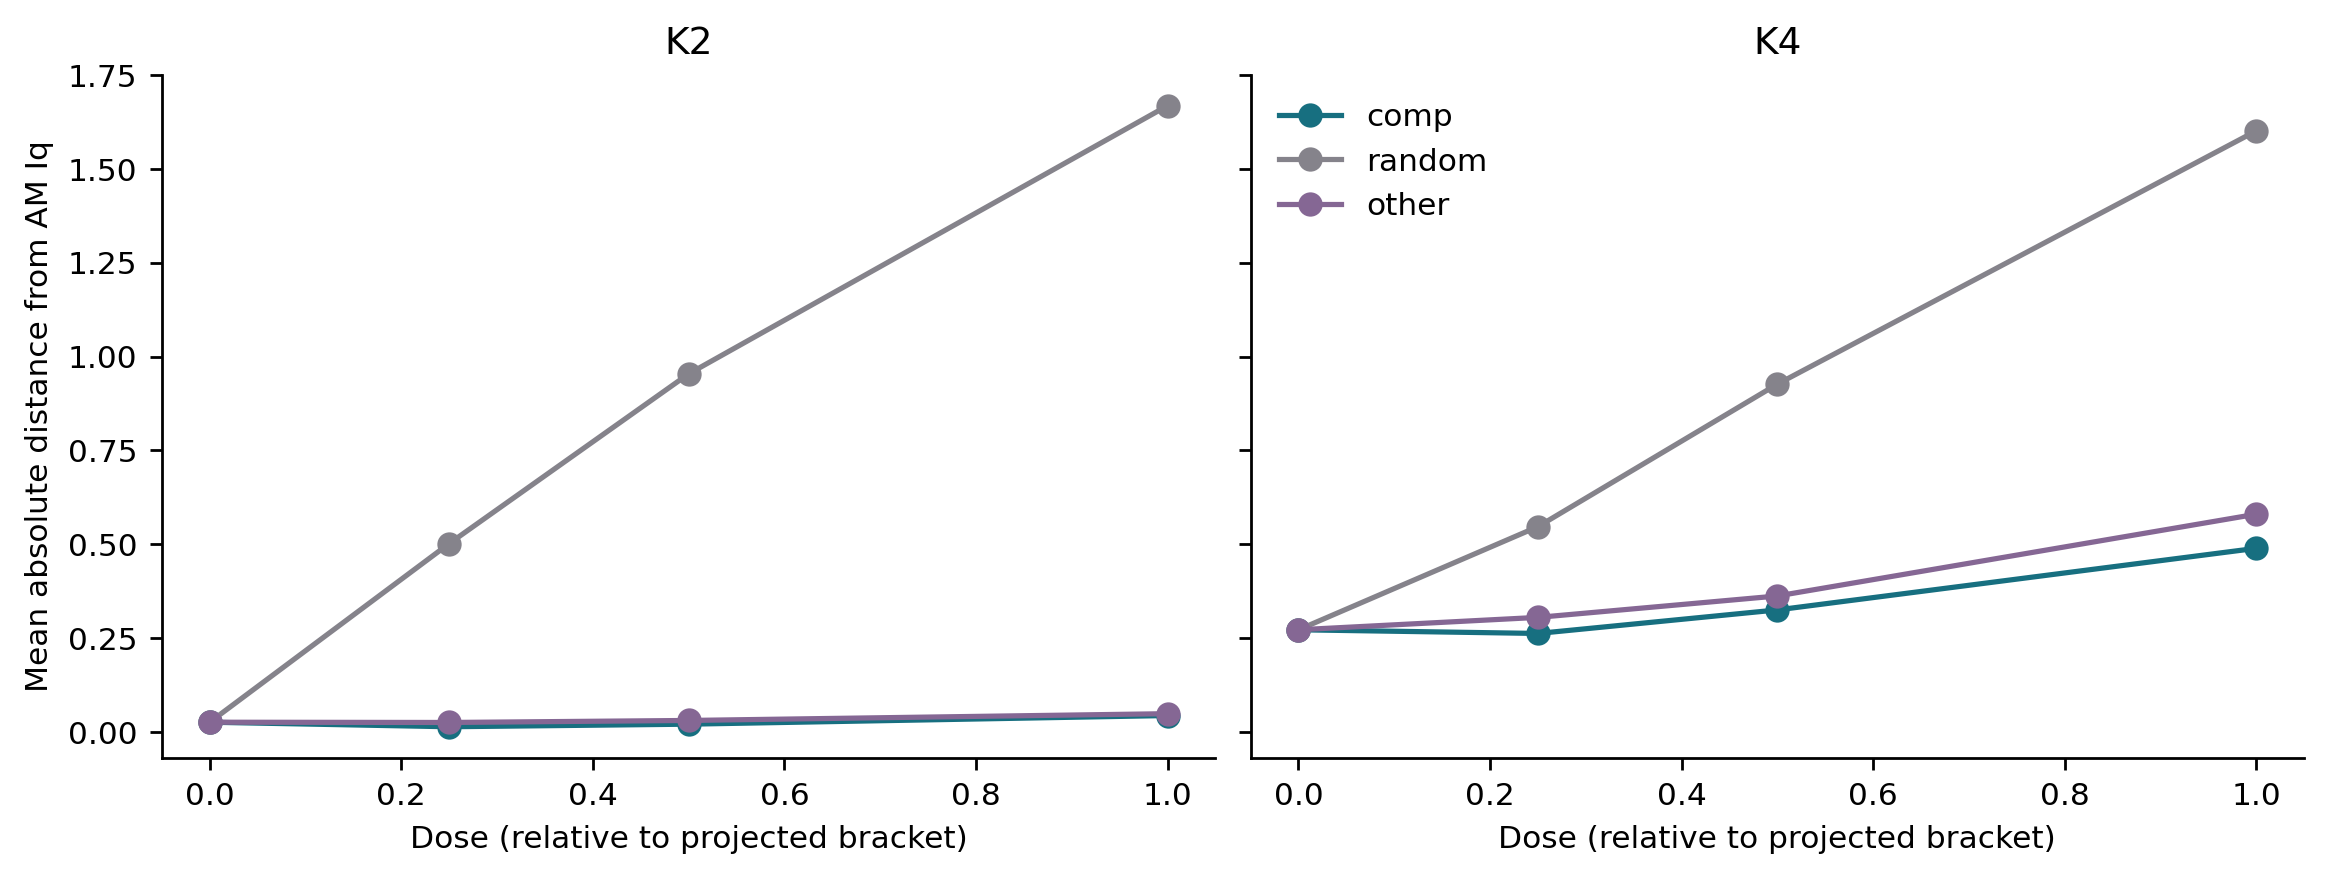 K2
K4
Mean absolute distance from AM Iq
1.75
1.50
1.25
1.00
0.75
0.50
0.25
0.00
comp
random
other
0.0 0.2 0.4 0.6 0.8 1.0
0.0 0.2 0.4 0.6 0.8 1.0
Dose (relative to projected bracket)
Dose (relative to projected bracket)